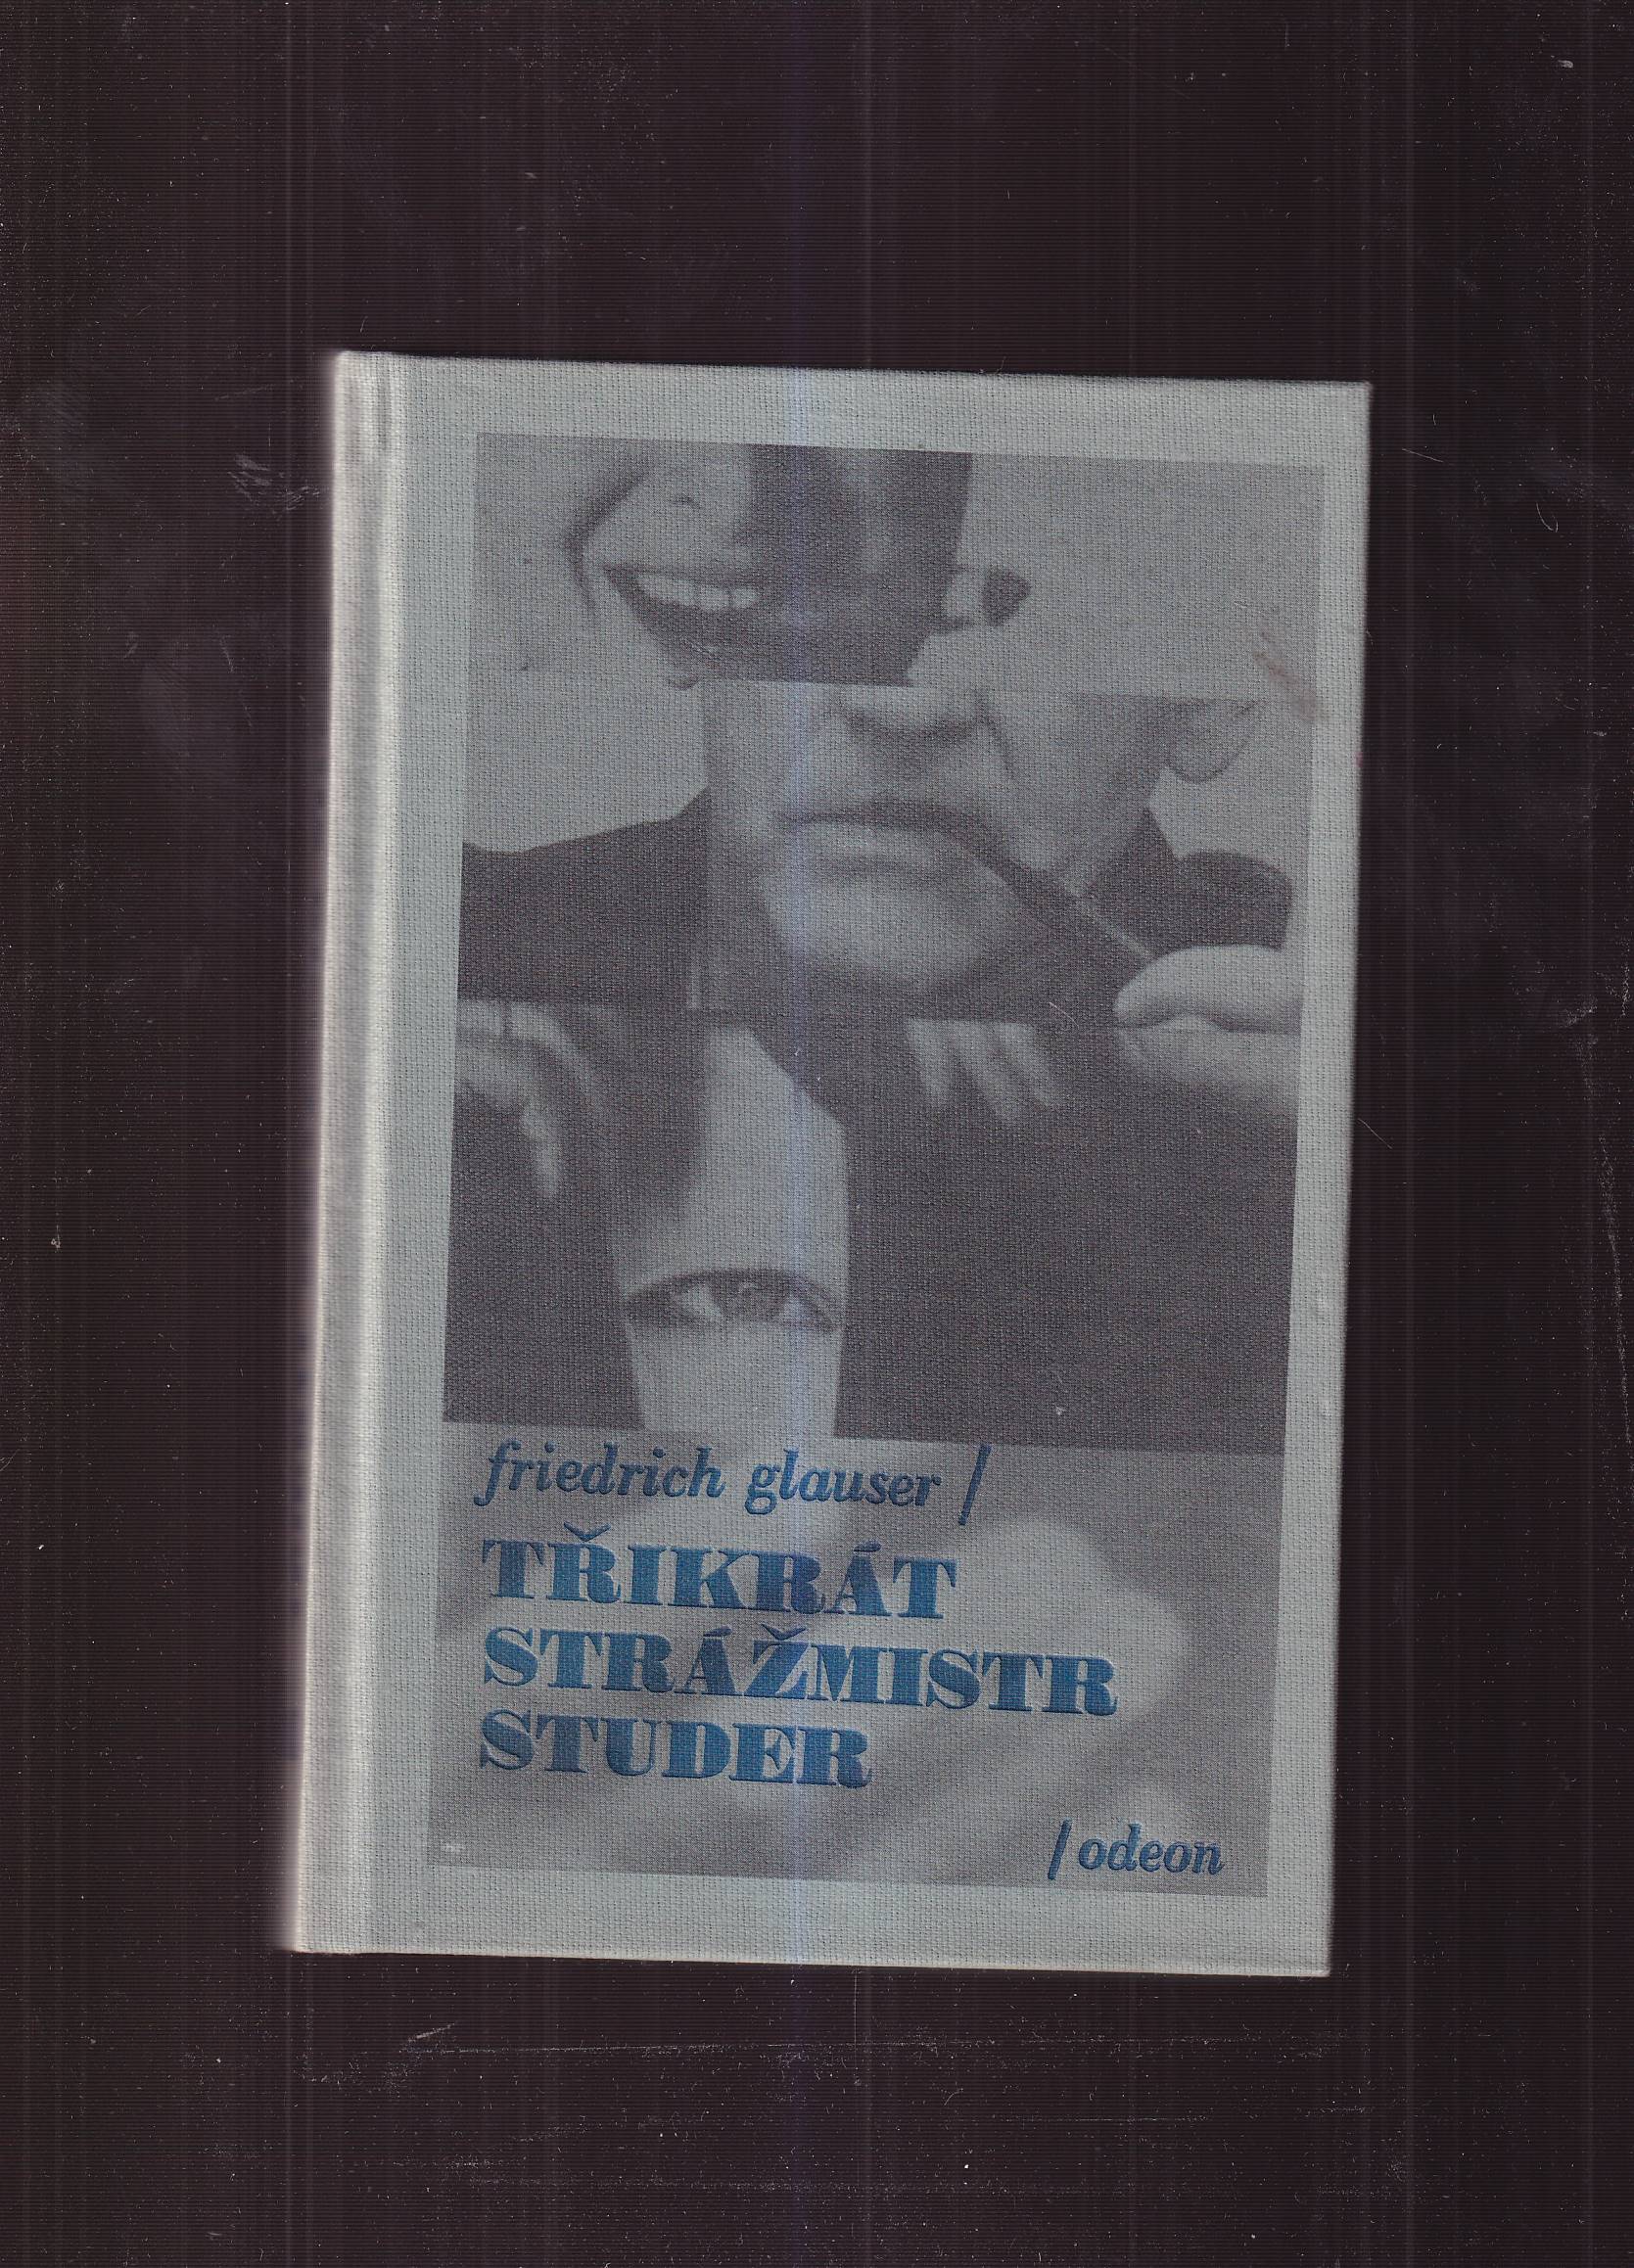 friedrich glauser /
TŘIKRÁT
STRÁŽMISTR
STUDER
/ odeon